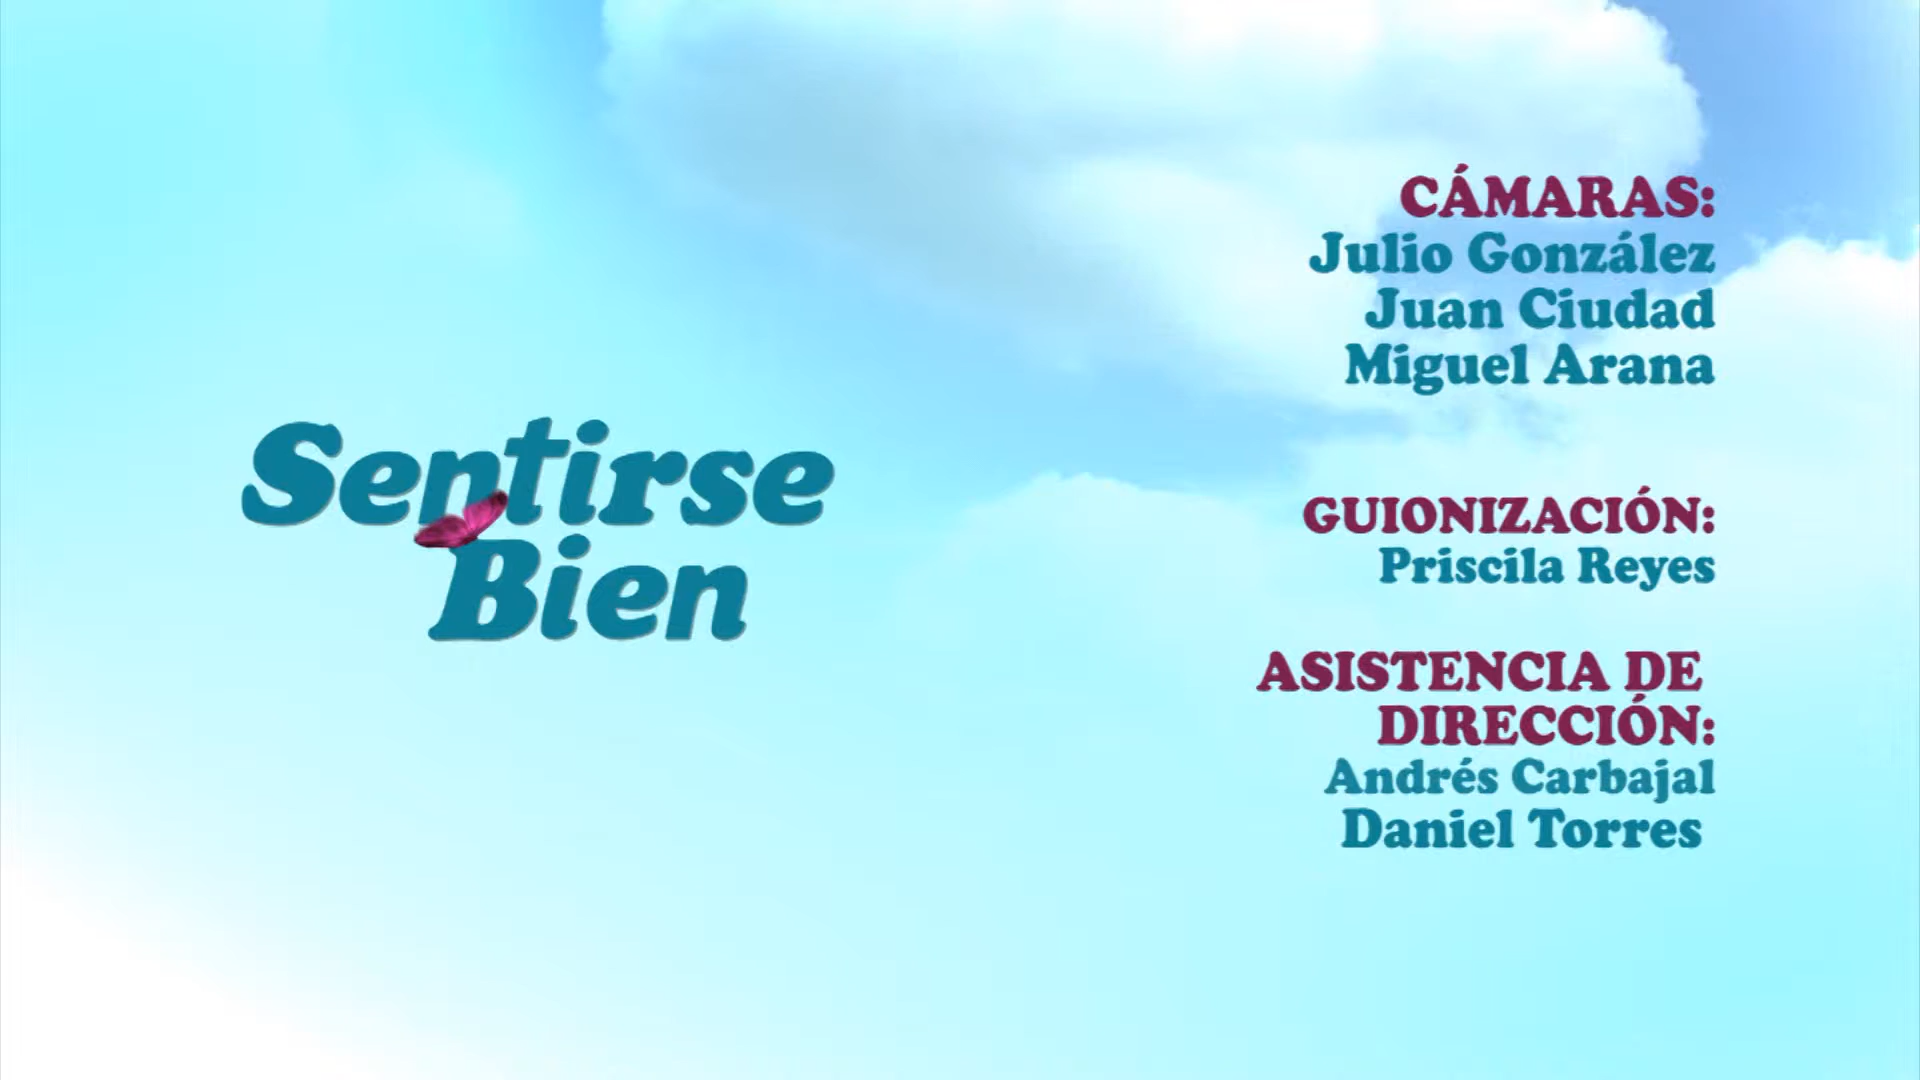 Sentirse
Bien
CÁMARAS:
Julio González
Juan Ciudad
Miguel Arana
GUIONIZACIÓN:
Priscila Reyes
ASISTENCIA DE
DIRECCIÓN:
Andrés Carbajal
Daniel Torres